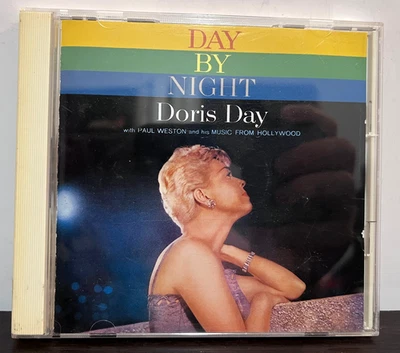 DAY
BY
NIGHT
Doris Day
with PAUL WESTON and his MUSIC FROM HOLLYWOOD